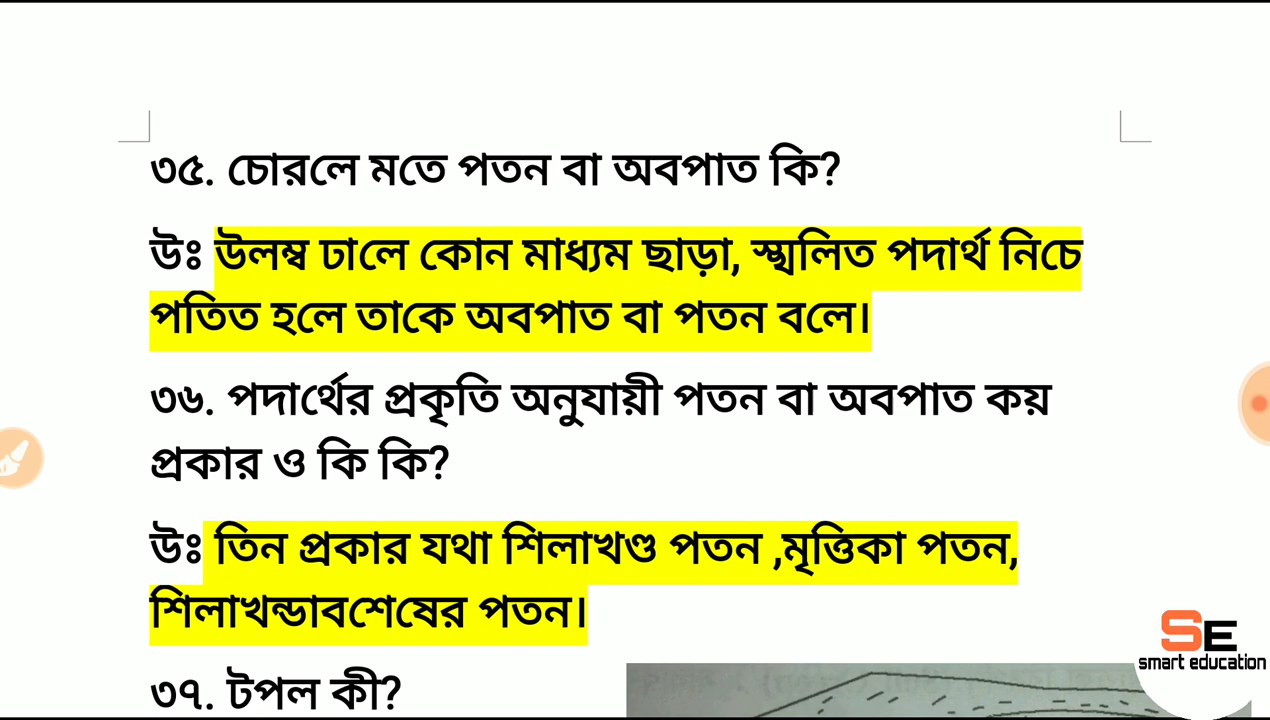 ৩৫. চোরলে মতে পতন বা অবপাত কি?
উঃ উলম্ব ঢালে কোন মাধ্যম ছাড়া, স্খলিত পদার্থ নিচে
পতিত হলে তাকে অবপাত বা পতন বলে।
৩৬. পদার্থের প্রকৃতি অনুযায়ী পতন বা অবপাত কয়
প্রকার ও কি কি?
উঃ তিন প্রকার যথা শিলাখণ্ড পতন ,মৃত্তিকা পতন,
শিলাখন্ডাবশেষের পতন।
৩৭. টপল কী?
SE
smart education